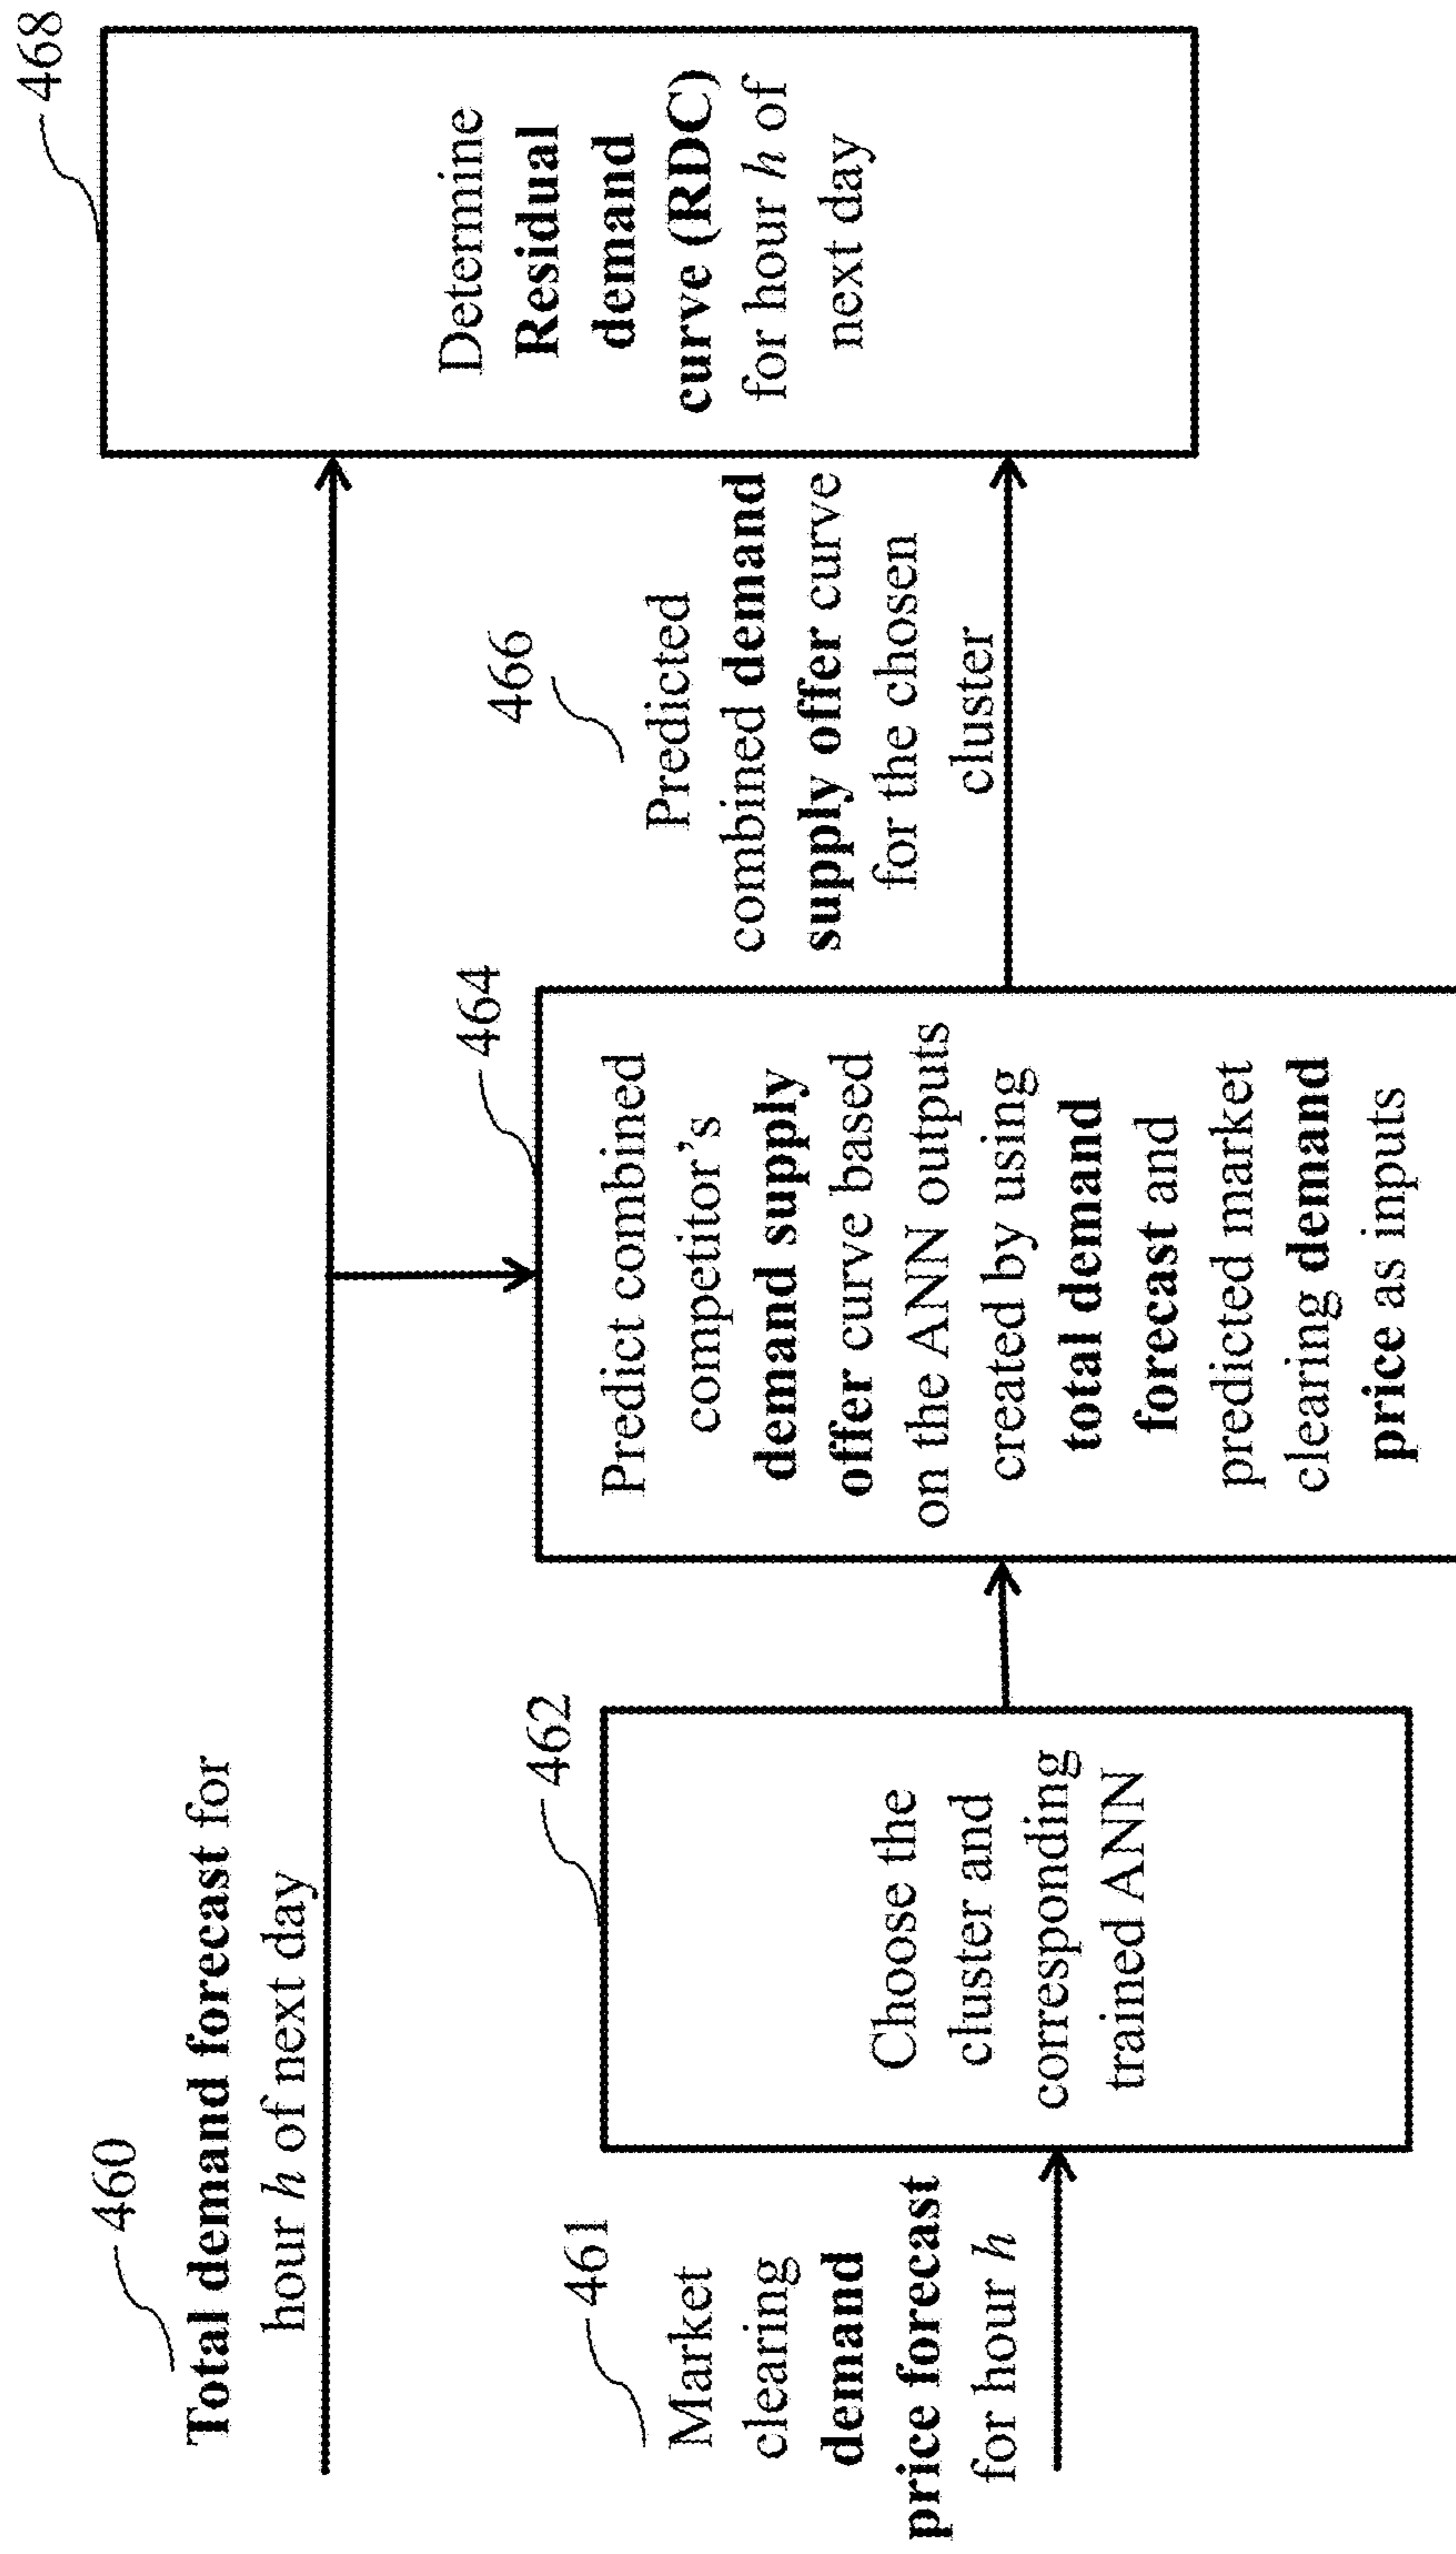 460
Total demand forecast for
hour h of next day
461
Market
clearing
demand
price forecast
for hour h
462
Choose the
cluster and
corresponding
trained ANN
464
Predict combined
competitor's
demand supply
offer curve based
on the ANN outputs
created by using
total demand
forecast and
predicted market
clearing demand
price as inputs
466
Predicted
combined demand
supply offer curve
for the chosen
cluster
468
Determine
Residual
demand
curve (RDC)
for hour h of
next day